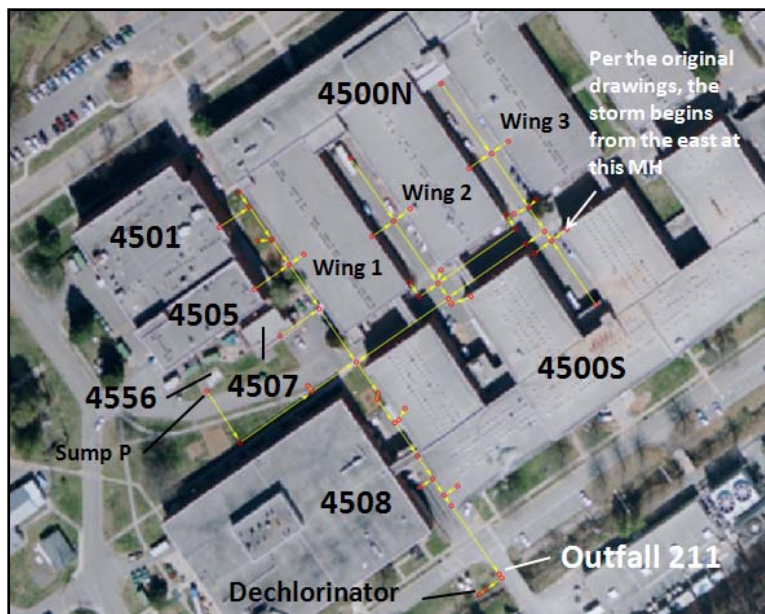 4500N
Per the original
drawings, the
storm begins
from the east at
this MH
Wing 3
Wing 2
4501
Wing 1
4505
4507
4556
4500S
Sump P
4508
Outfall 211
Dechlorinator